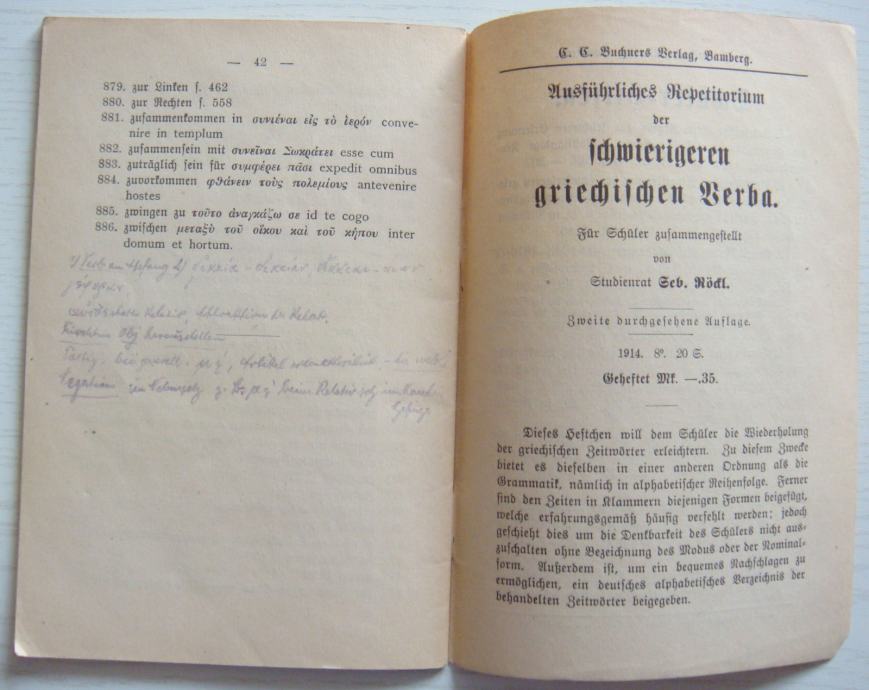 — 42 —
879. zur Linken ſ. 462
880. zur Rechten ſ. 558
881. zuſammenkommen in συνιέναι εἰς τὸ ἱερόν conve-
nire in templum
882. zuſammenſein mit συνεῖναι Σωκράτει esse cum
883. zuträglich ſein für συμφέρει πᾶσι expedit omnibus
884. zuvorkommen φθάνειν τοὺς πολεμίους antevenire
hostes
885. zwingen zu τοῦτο ἀναγκάζω σε id te cogo
886. zwiſchen μεταξὺ τοῦ οἴκου καὶ τοῦ κήπου inter
domum et hortum.
C. C. Buchners Verlag, Bamberg.
Ausführliches Repetitorium
der
ſchwierigeren
griechiſchen Verba.
Für Schüler zuſammengeſtellt
von
Studienrat Seb. Röckl.
Zweite durchgeſehene Auflage.
1914. 8º. 20 S.
Geheftet Mk. —.35.
Dieſes Heftchen will dem Schüler die Wiederholung
der griechiſchen Zeitwörter erleichtern. Zu dieſem Zwecke
bietet es dieſelben in einer anderen Ordnung als die
Grammatik, nämlich in alphabetiſcher Reihenfolge. Ferner
ſind den Zeiten in Klammern diejenigen Formen beigefügt,
welche erfahrungsgemäß häufig verfehlt werden; jedoch
geſchieht dies um die Denkbarkeit des Schülers nicht aus-
zuſchalten ohne Bezeichnung des Modus oder der Nominal-
form. Außerdem iſt, um ein bequemes Nachſchlagen zu
ermöglichen, ein deutſches alphabetiſches Verzeichnis der
behandelten Zeitwörter beigegeben.